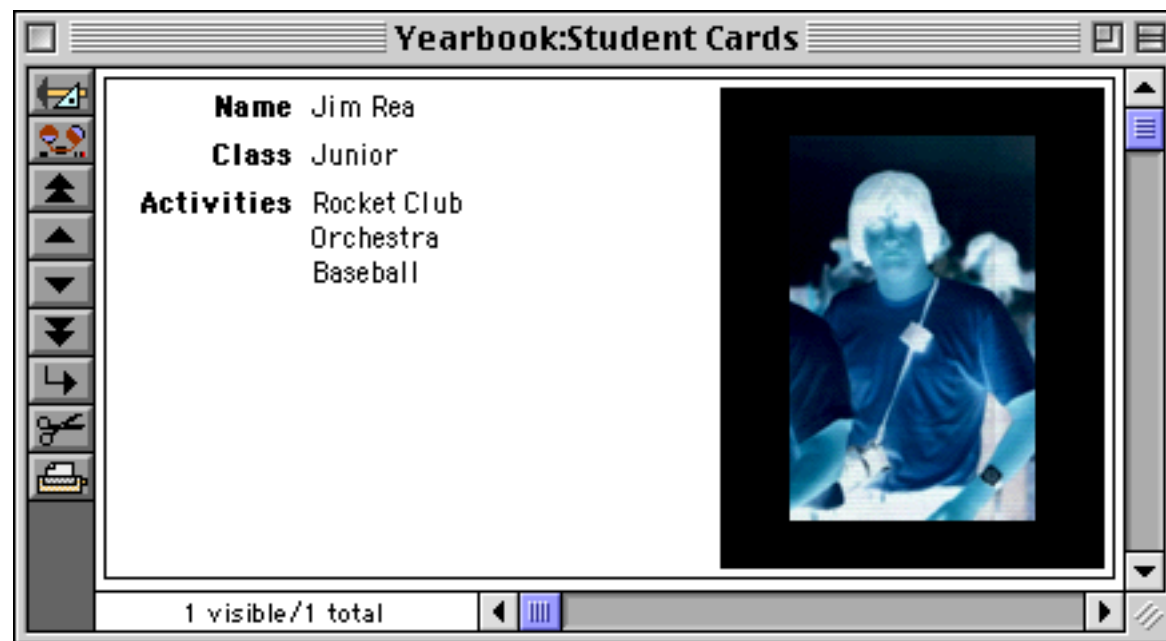 Yearbook:Student Cards
Name Jim Rea
Class Junior
Activities Rocket Club
Orchestra
Baseball
1 visible/1 total